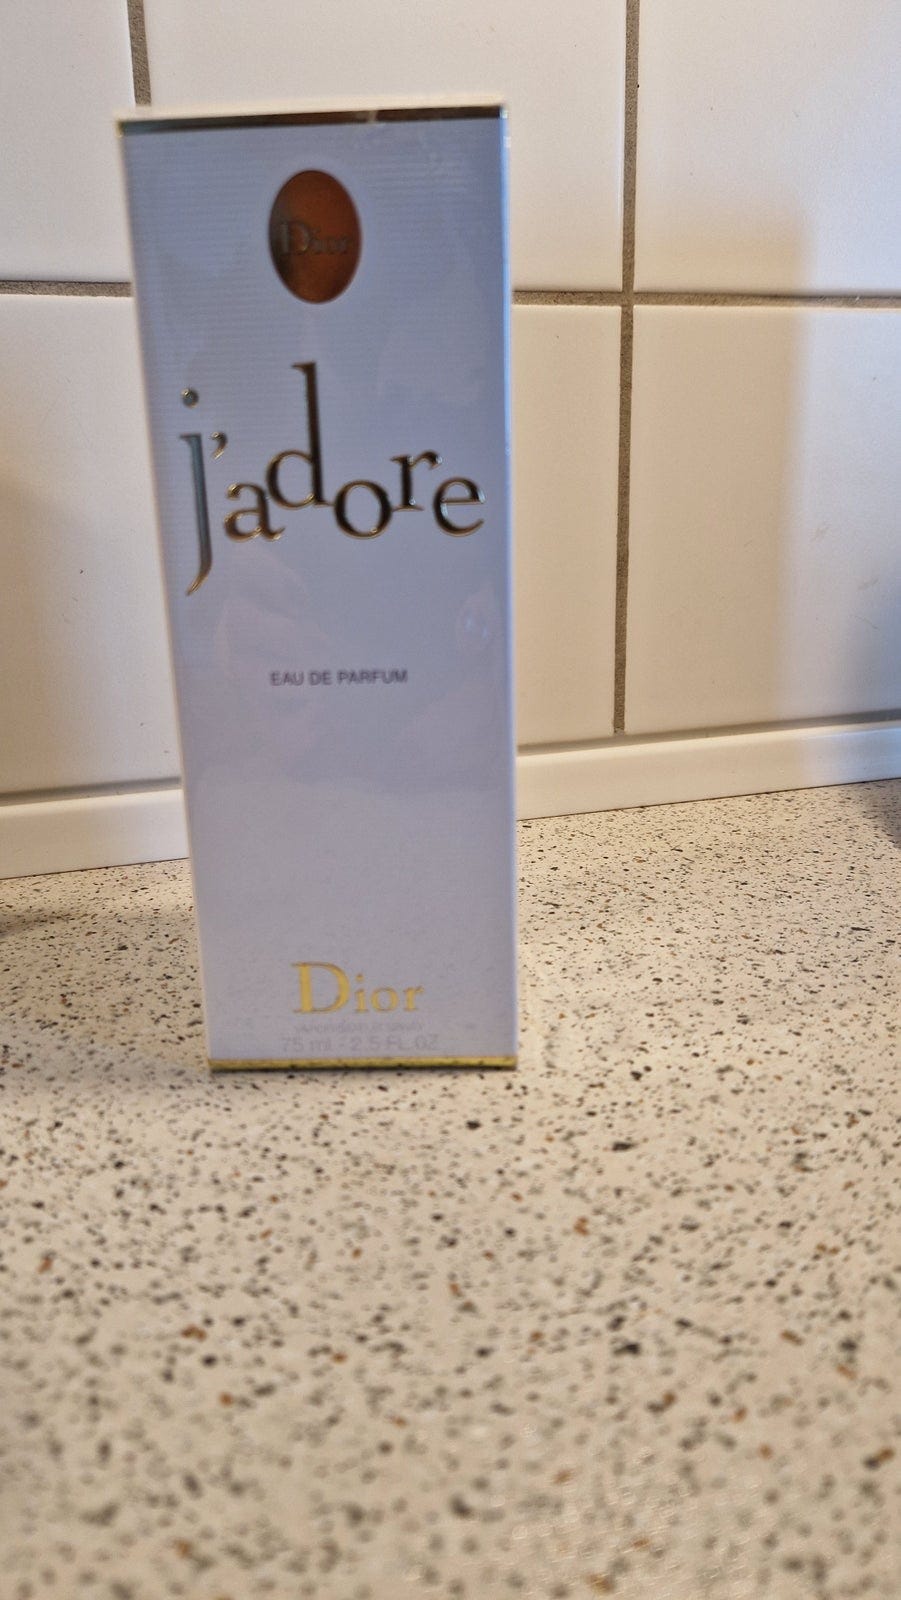 Dior
j'adore
EAU DE PARFUM
Dior
75 ml - 2.5 FL.OZ